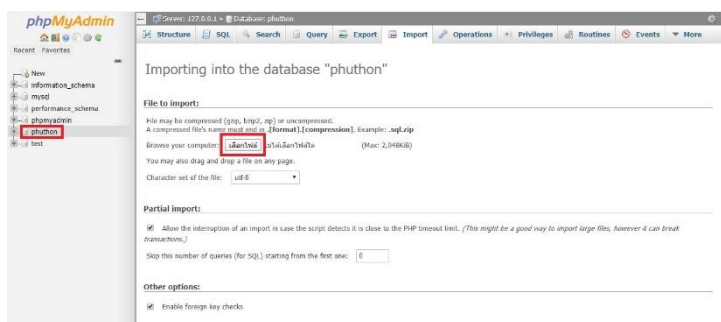 phpMyAdmin
Recent Favorites
New
information_schema
mysql
performance_schema
phpmyadmin
phuthon
test
Server: 127.0.0.1 » Database: phuthon
Structure SQL Search Query Export Import Operations Privileges Routines Events More
Importing into the database "phuthon"
File to import:
File may be compressed (gzip, bzip2, zip) or uncompressed.
A compressed file's name must end in .[format].[compression]. Example: .sql.zip
Browse your computer: เลือกไฟล์ ไม่ได้เลือกไฟล์ใด (Max: 2,048KiB)
You may also drag and drop a file on any page.
Character set of the file: utf-8
Partial import:
Allow the interruption of an import in case the script detects it is close to the PHP timeout limit. (This might be a good way to import large files, however it can break
transactions.)
Skip this number of queries (for SQL) starting from the first one: 0
Other options:
Enable foreign key checks